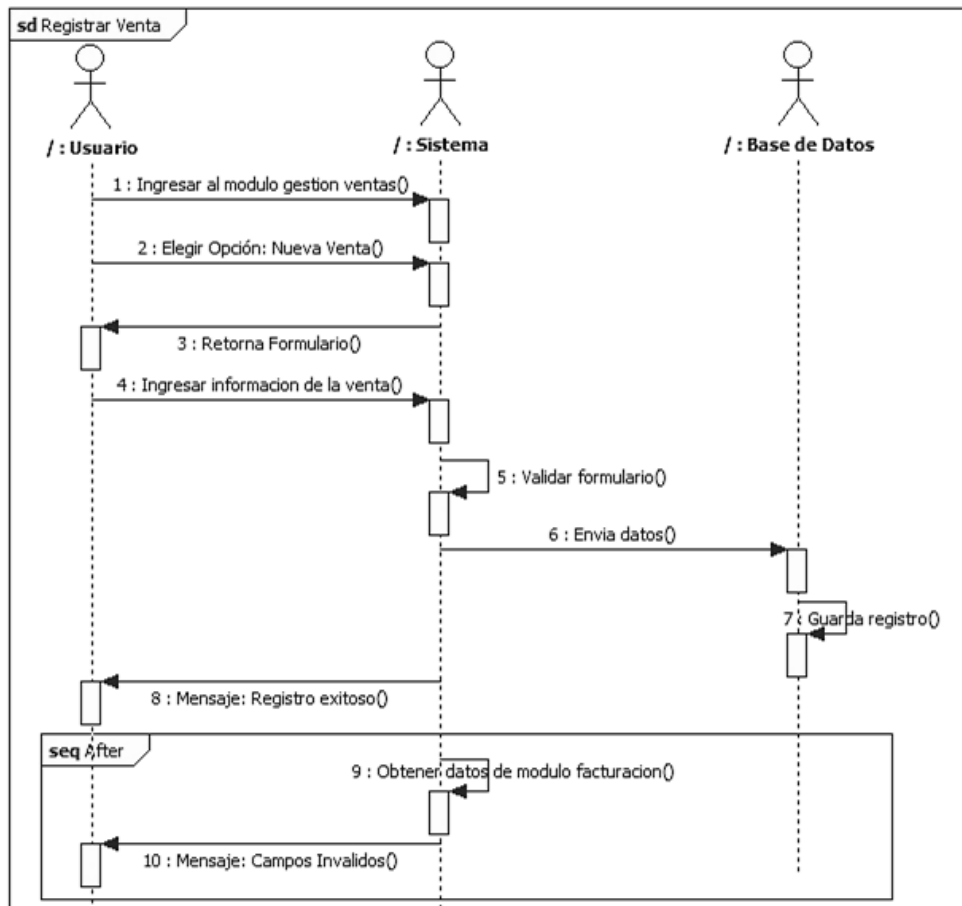 sd Registrar Venta
/ : Usuario
/ : Sistema
/ : Base de Datos
1 : Ingresar al modulo gestion ventas()
2 : Elegir Opción: Nueva Venta()
3 : Retorna Formulario()
4 : Ingresar informacion de la venta()
5 : Validar formulario()
6 : Envia datos()
7 : Guarda registro()
8 : Mensaje: Registro exitoso()
seq After
9 : Obtener datos de modulo facturacion()
10 : Mensaje: Campos Invalidos()